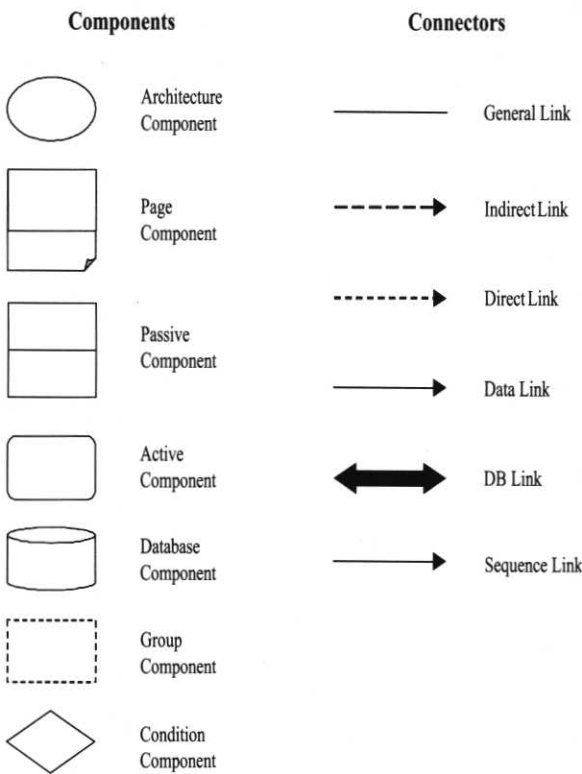 Components
Connectors
Architecture
Component
General Link
Page
Component
Indirect Link
Direct Link
Passive
Component
Data Link
Active
Component
DB Link
Database
Component
Sequence Link
Group
Component
Condition
Component